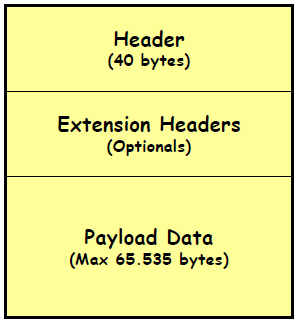 Header
(40 bytes)
Extension Headers
(Optionals)
Payload Data
(Max 65.535 bytes)